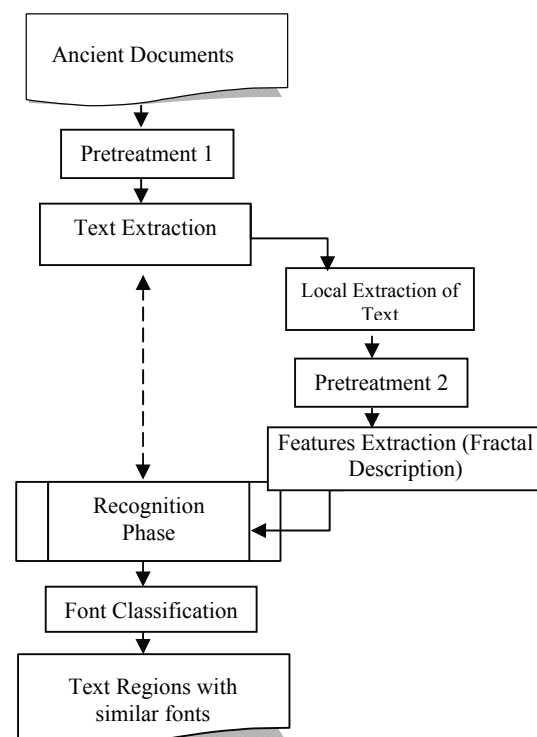 Ancient Documents
Pretreatment 1
Text Extraction
Local Extraction of
Text
Pretreatment 2
Features Extraction (Fractal
Description)
Recognition
Phase
Font Classification
Text Regions with
similar fonts